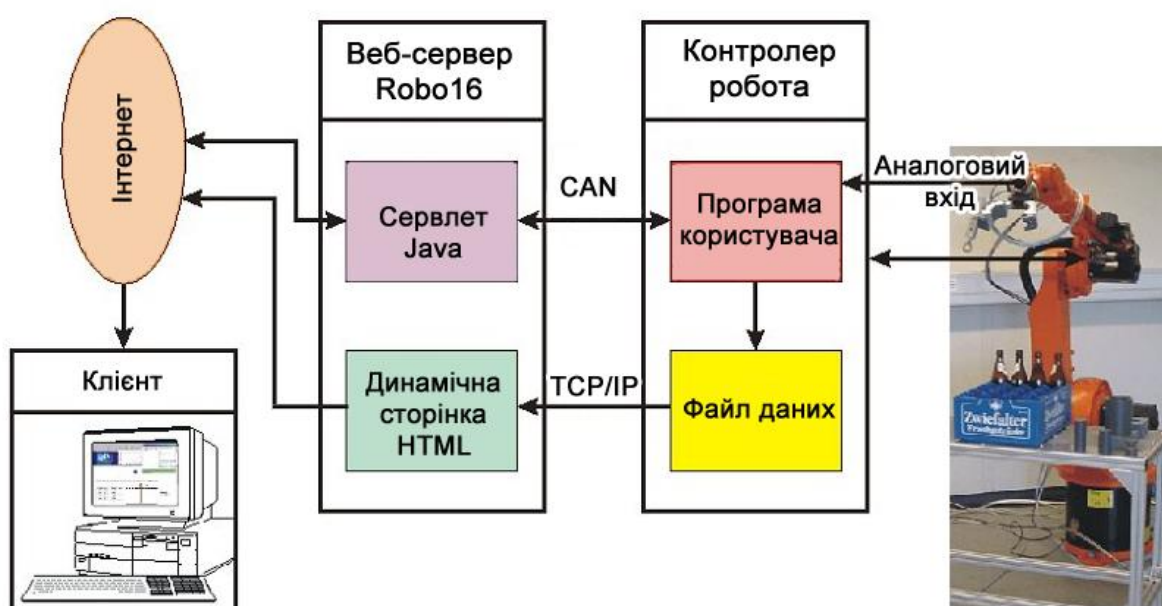 Інтернет
Клієнт
Веб-сервер
Robo16
Сервлет
Java
Динамічна
сторінка
HTML
CAN
TCP/IP
Контролер
робота
Програма
користувача
Файл даних
Аналоговий
вхід
Zwiefalter